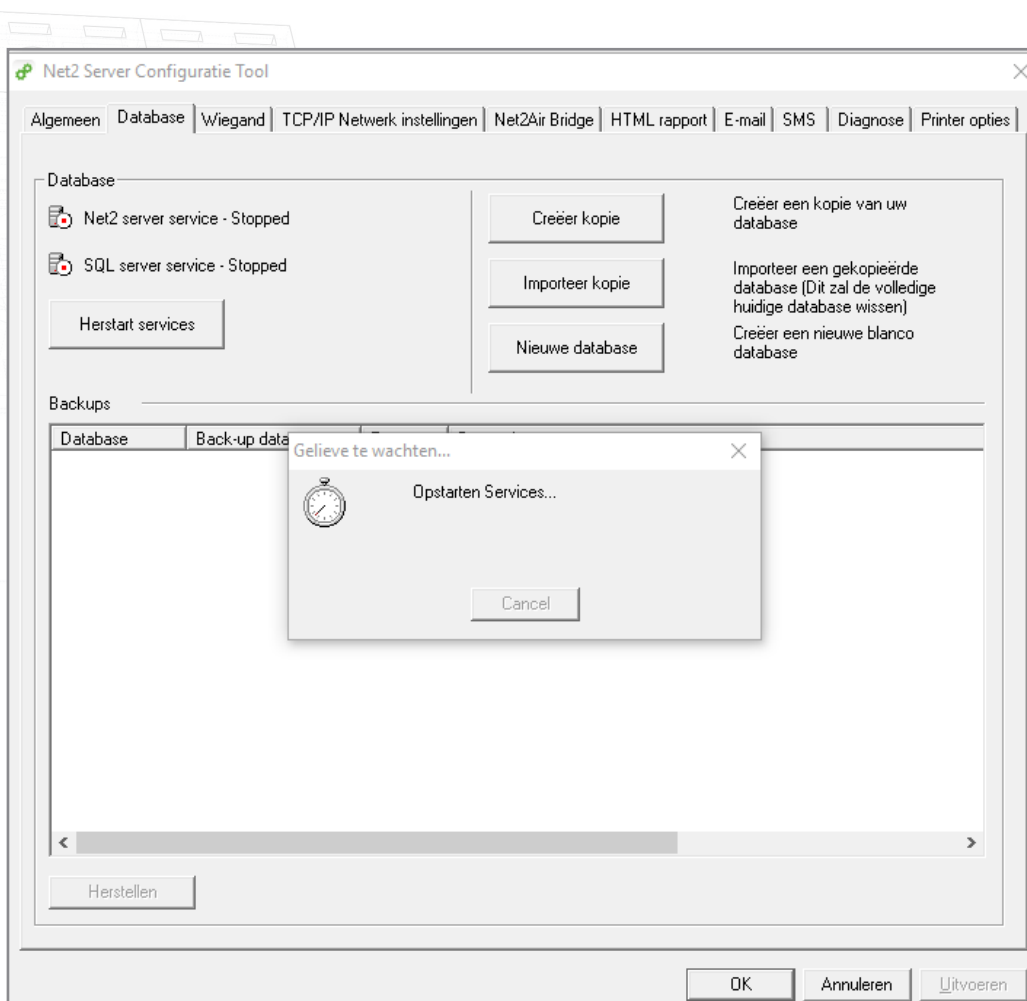 Net2 Server Configuratie Tool
Algemeen Database Wiegand TCP/IP Netwerk instellingen Net2Air Bridge HTML rapport E-mail SMS Diagnose Printer opties
Database
Net2 server service - Stopped
SQL server service - Stopped
Herstart services
Creëer kopie
Creëer een kopie van uw
database
Importeer kopie
Importeer een gekopieërde
database (Dit zal de volledige
huidige database wissen)
Nieuwe database
Creëer een nieuwe blanco
database
Backups
Database Back-up data
Gelieve te wachten...
Opstarten Services...
Cancel
Herstellen
OK Annuleren Uitvoeren